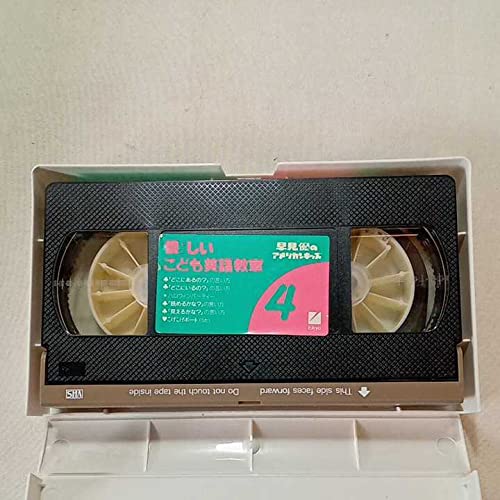 優しい
こども英語教室
早見優の
アメリカンキッズ
♣「どこにあるの?」の言い方
♣「どこにいるの?」の言い方
♣「読めるかな?」の言い方
♣「見えるかな?」の言い方
4
This side faces forward
Do not touch the tape inside
VHS